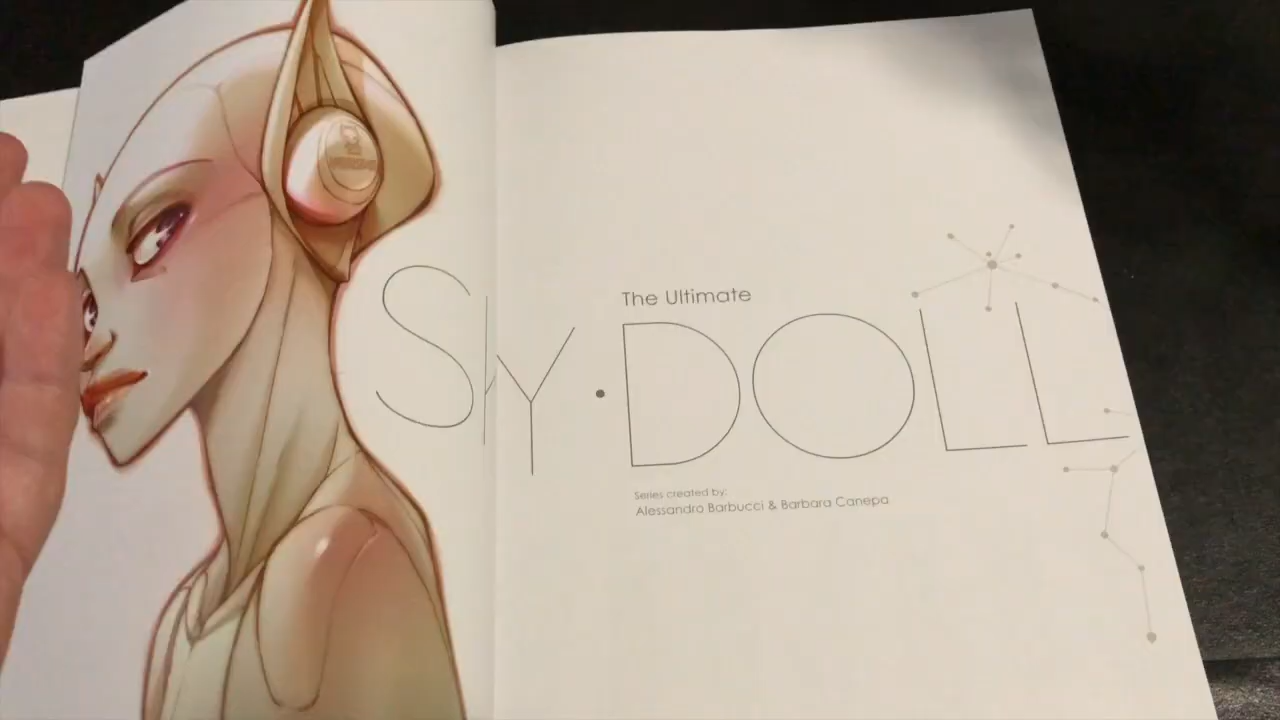 The Ultimate
SKY·DOLL
Series created by:
Alessandro Barbucci & Barbara Canepa